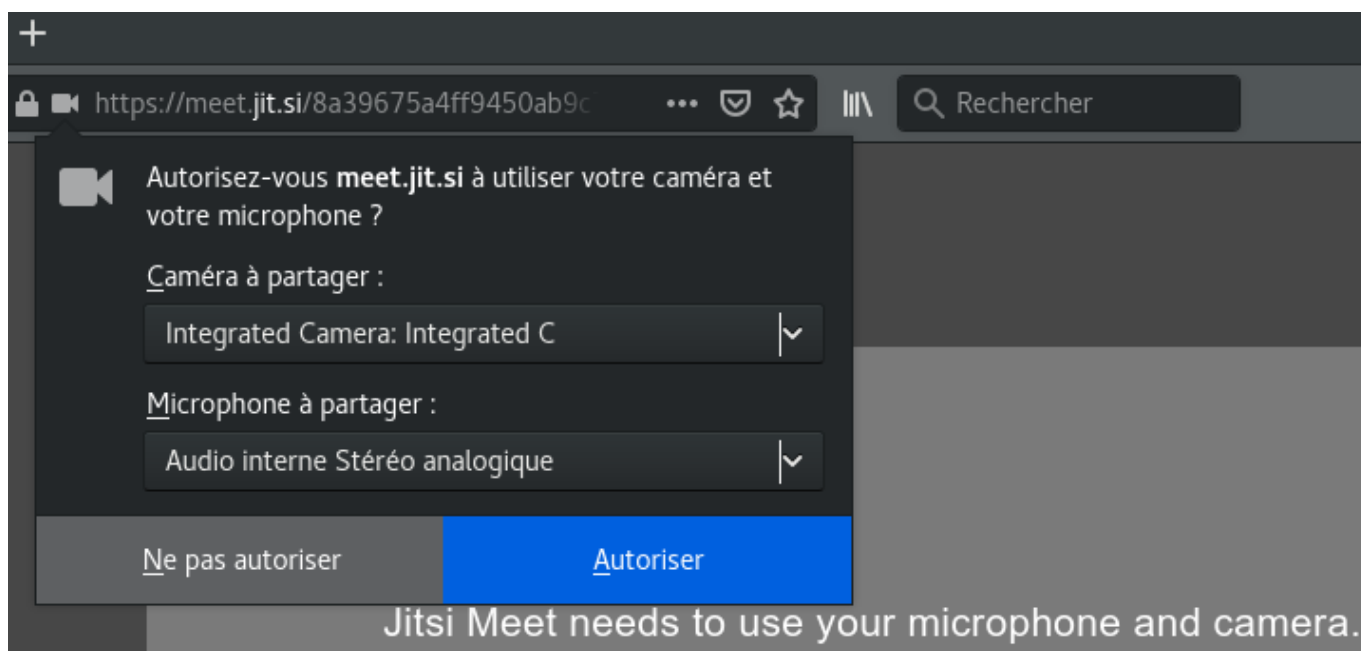 https://meet.jit.si/8a39675a4ff9450ab9c
Rechercher
Autorisez-vous meet.jit.si à utiliser votre caméra et
votre microphone ?
Caméra à partager :
Integrated Camera: Integrated C
Microphone à partager :
Audio interne Stéréo analogique
Ne pas autoriser
Autoriser
Jitsi Meet needs to use your microphone and camera.